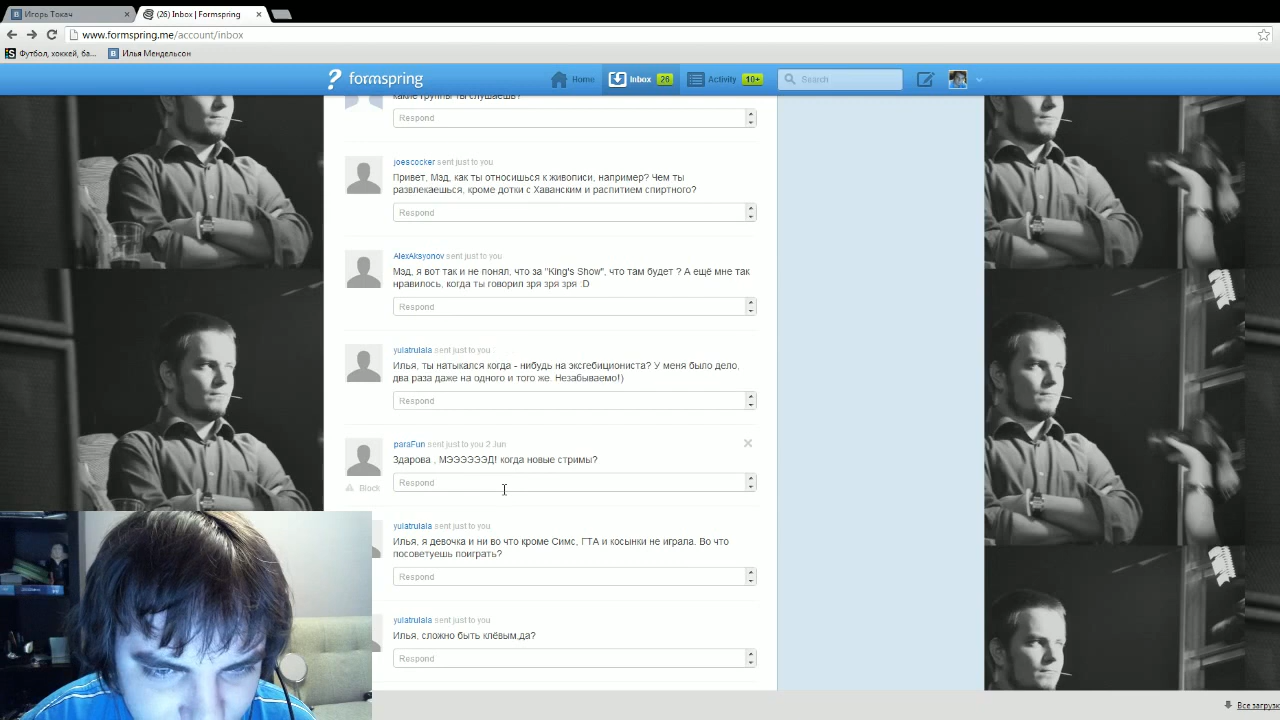 Игорь Токач
(26) Inbox | Formspring
www.formspring.me/account/inbox
Футбол, хоккей, ба...
Илья Мендельсон
formspring
Home
Inbox 26
Activity 10+
Search
какие группы ты слушаешь?
Respond
joescocker sent just to you
Привет, Мэд, как ты относишься к живописи, например? Чем ты
развлекаешься, кроме дотки с Хаванским и распитием спиртного?
Respond
AlexAksyonov sent just to you
Мэд, я вот так и не понял. что за "King's Show", что там будет ? А ещё мне так
нравилось, когда ты говорил зря зря зря :D
Respond
yulatrulala sent just to you
Илья, ты натыкался когда - нибудь на эксгебициониста? У меня было дело,
два раза даже на одного и того же. Незабываемо!)
Respond
paraFun sent just to you 2 Jun
Здарова , МЭЭЭЭЭЭД! когда новые стримы?
Block
Respond
yulatrulala sent just to you
Илья, я девочка и ни во что кроме Симс, ГТА и косынки не играла. Во что
посоветуешь поиграть?
Respond
yulatrulala sent just to you
Илья, сложно быть клёвым,да?
Respond
Все загрузк